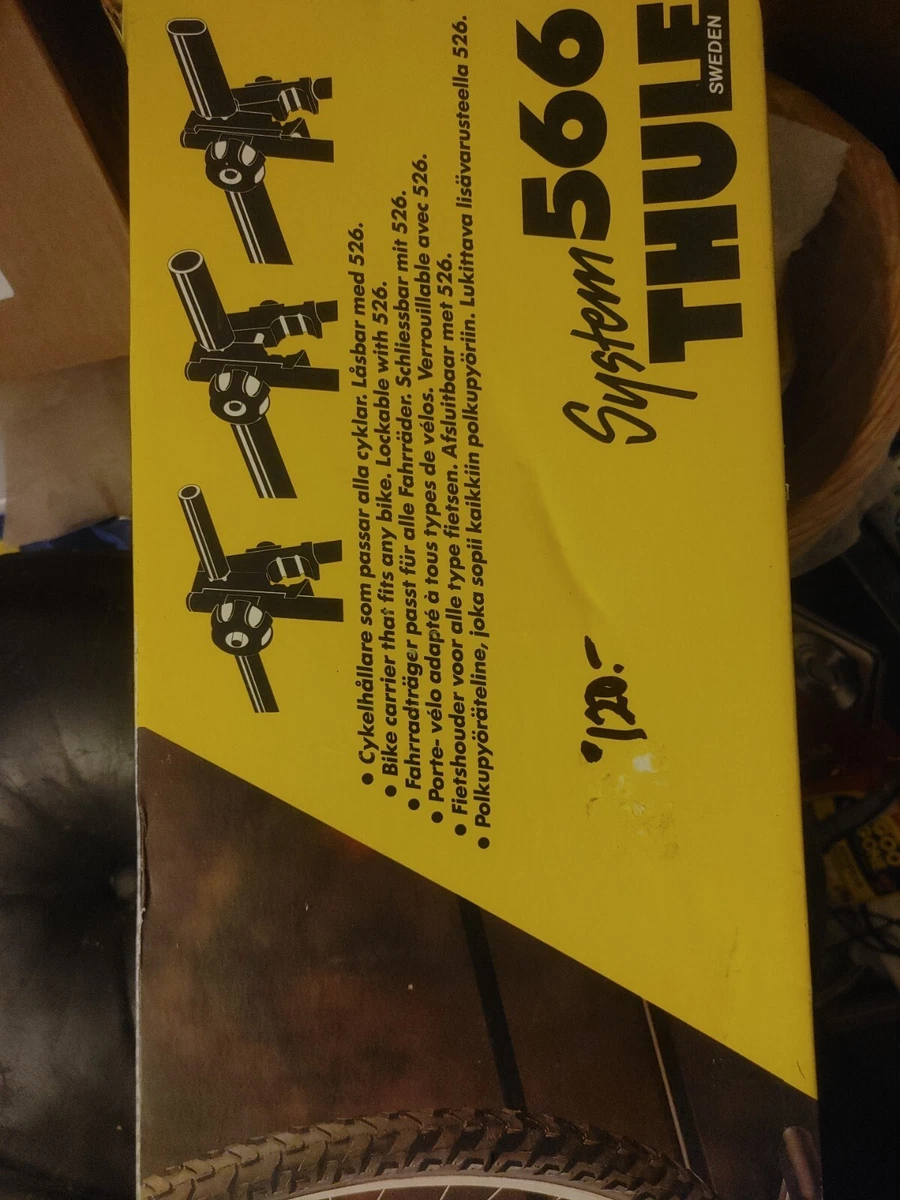 • Cykelhållare som passar alla cyklar. Låsbar med 526.
• Bike carrier that fits any bike. Lockable with 526.
• Fahrradträger passt für alle Fahrräder. Schliessbar mit 526.
• Porte- vélo adapté à tous types de vélos. Verrouillable avec 526.
• Fietshouder voor alle type fietsen. Afsluitbaar met 526.
• Polkupyöräteline, joka sopii kaikkiin polkupyöriin. Lukittava lisävarusteella 526.
System 566
THULE
SWEDEN
120.-